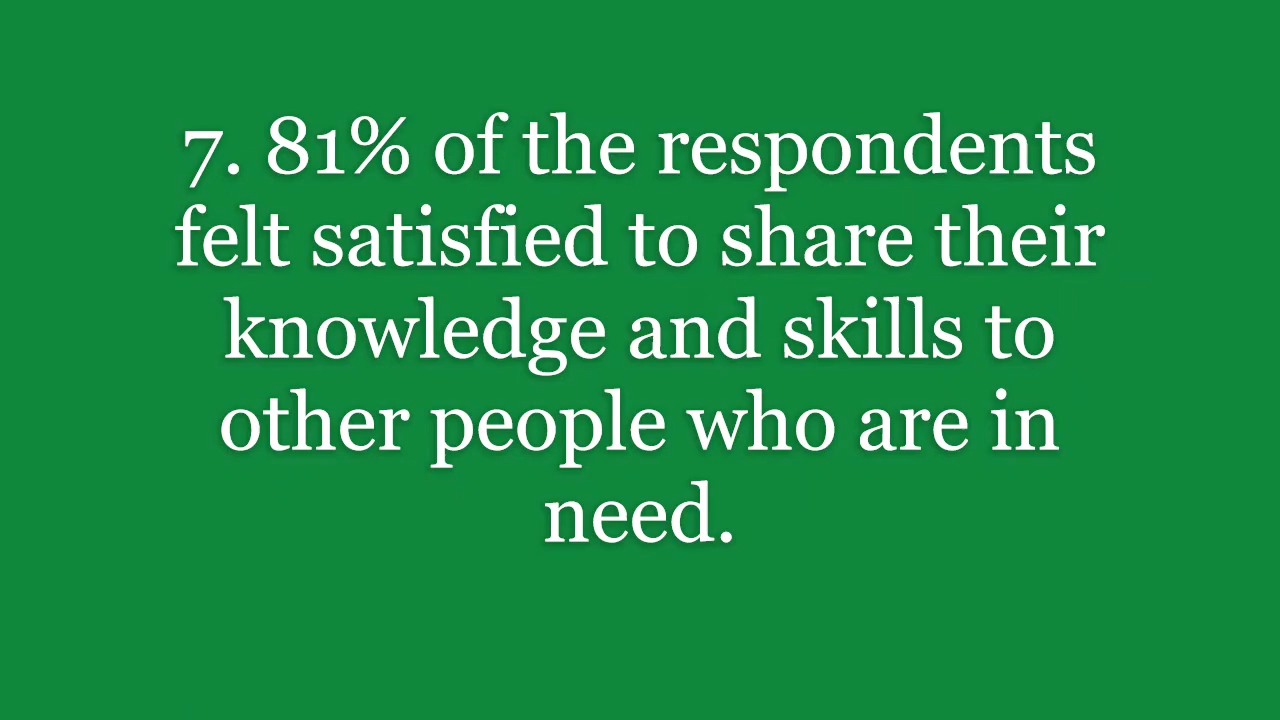 7. 81% of the respondents
felt satisfied to share their
knowledge and skills to
other people who are in
need.